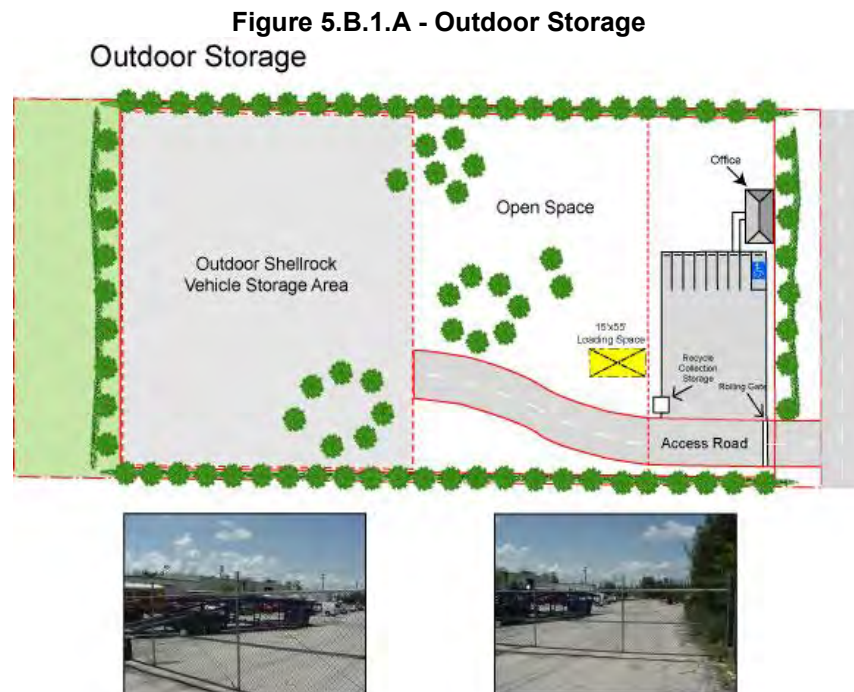 Figure 5.B.1.A - Outdoor Storage
Outdoor Storage
Office
Open Space
Outdoor Shellrock
Vehicle Storage Area
15'x55'
Loading Space
Recycle
Collection
Storage
Rolling Gate
Access Road